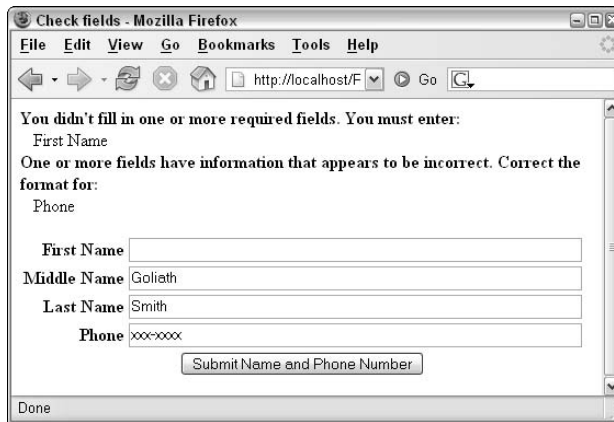 Check fields - Mozilla Firefox
File Edit View Go Bookmarks Tools Help
http://localhost/F Go G
You didn't fill in one or more required fields. You must enter:
First Name
One or more fields have information that appears to be incorrect. Correct the
format for:
Phone
First Name
Middle Name Goliath
Last Name Smith
Phone xxx-xxxx
Submit Name and Phone Number
Done